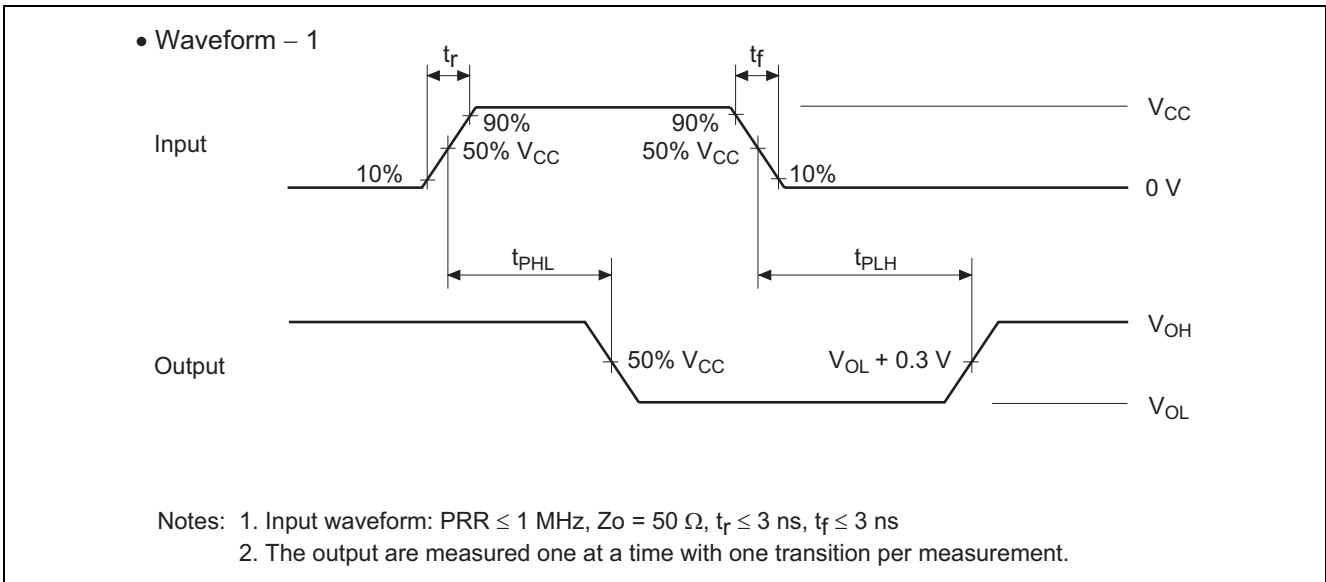 • Waveform – 1
tr
tf
VCC
90%
90%
Input
50% VCC
50% VCC
10%
10%
0 V
tPHL
tPLH
VOH
Output
50% VCC
VOL + 0.3 V
VOL
Notes: 1. Input waveform: PRR ≤ 1 MHz, Zo = 50 Ω, tr ≤ 3 ns, tf ≤ 3 ns
2. The output are measured one at a time with one transition per measurement.